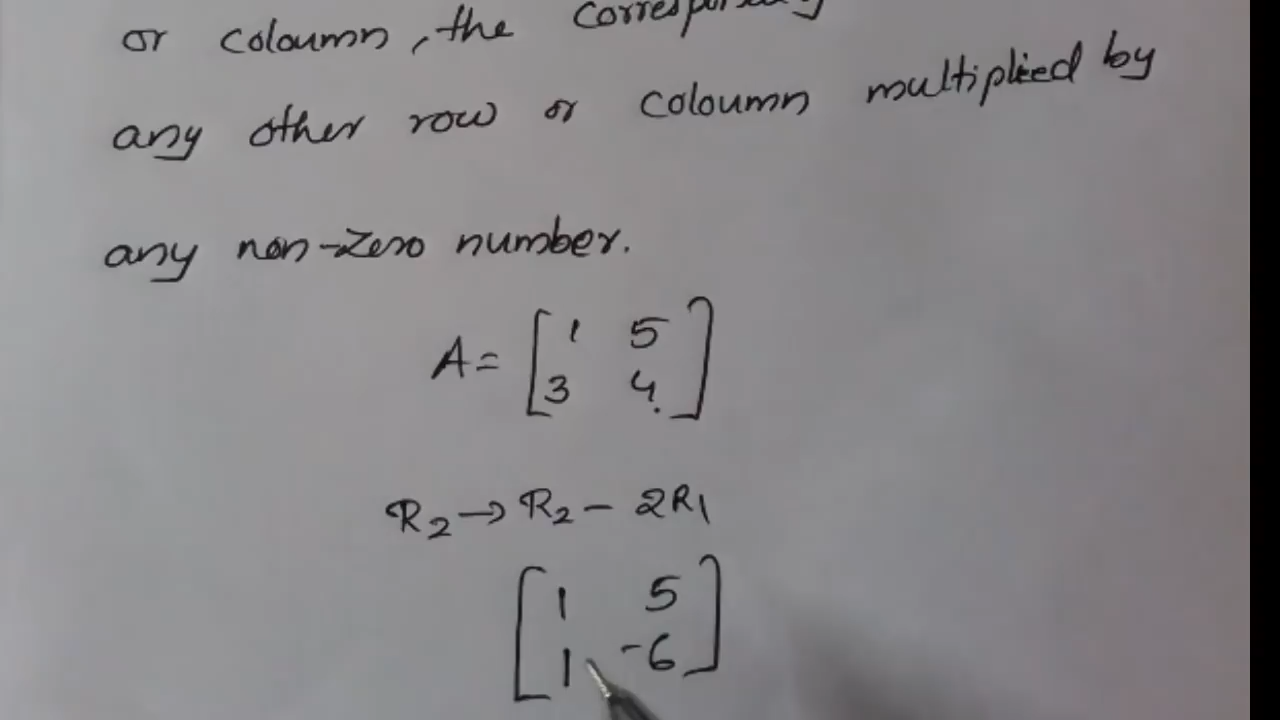 or coloumn, the
any other row or coloumn multiplied by
any non-zero number.
A = [ 1 5
3 4 ]
R₂ → R₂ - 2R₁
[ 1 5
1 -6 ]